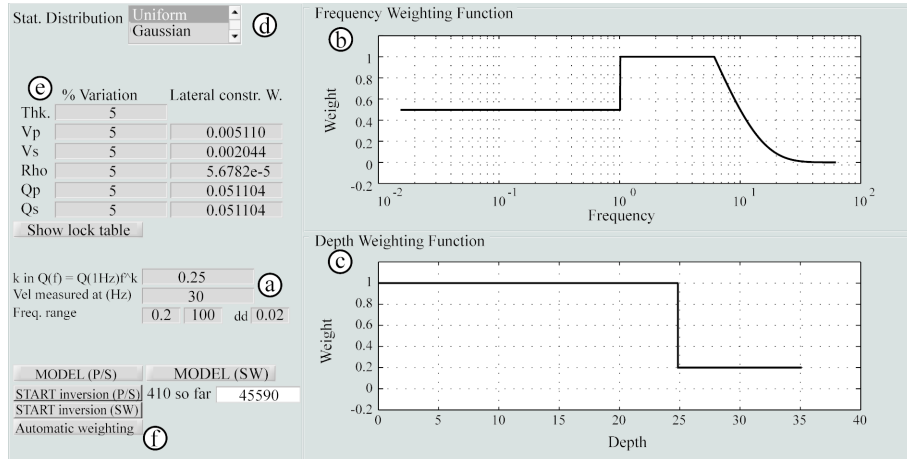 Stat. Distribution
Uniform
Gaussian
d
e
% Variation Lateral constr. W.
Thk. 5
Vp 5 0.005110
Vs 5 0.002044
Rho 5 5.6782e-5
Qp 5 0.051104
Qs 5 0.051104
Show lock table
k in Q(f) = Q(1Hz)f^k 0.25
a
Vel measured at (Hz) 30
Freq. range 0.2 100 dd 0.02
MODEL (P/S) MODEL (SW)
START inversion (P/S) 410 so far 45590
START inversion (SW)
Automatic weighting
f
Frequency Weighting Function
b
1
0.8
0.6
0.4
0.2
0
-0.2
Weight
10^-2 10^-1 10^0 10^1 10^2
Frequency
Depth Weighting Function
c
1
0.8
0.6
0.4
0.2
0
-0.2
Weight
0 5 10 15 20 25 30 35 40
Depth